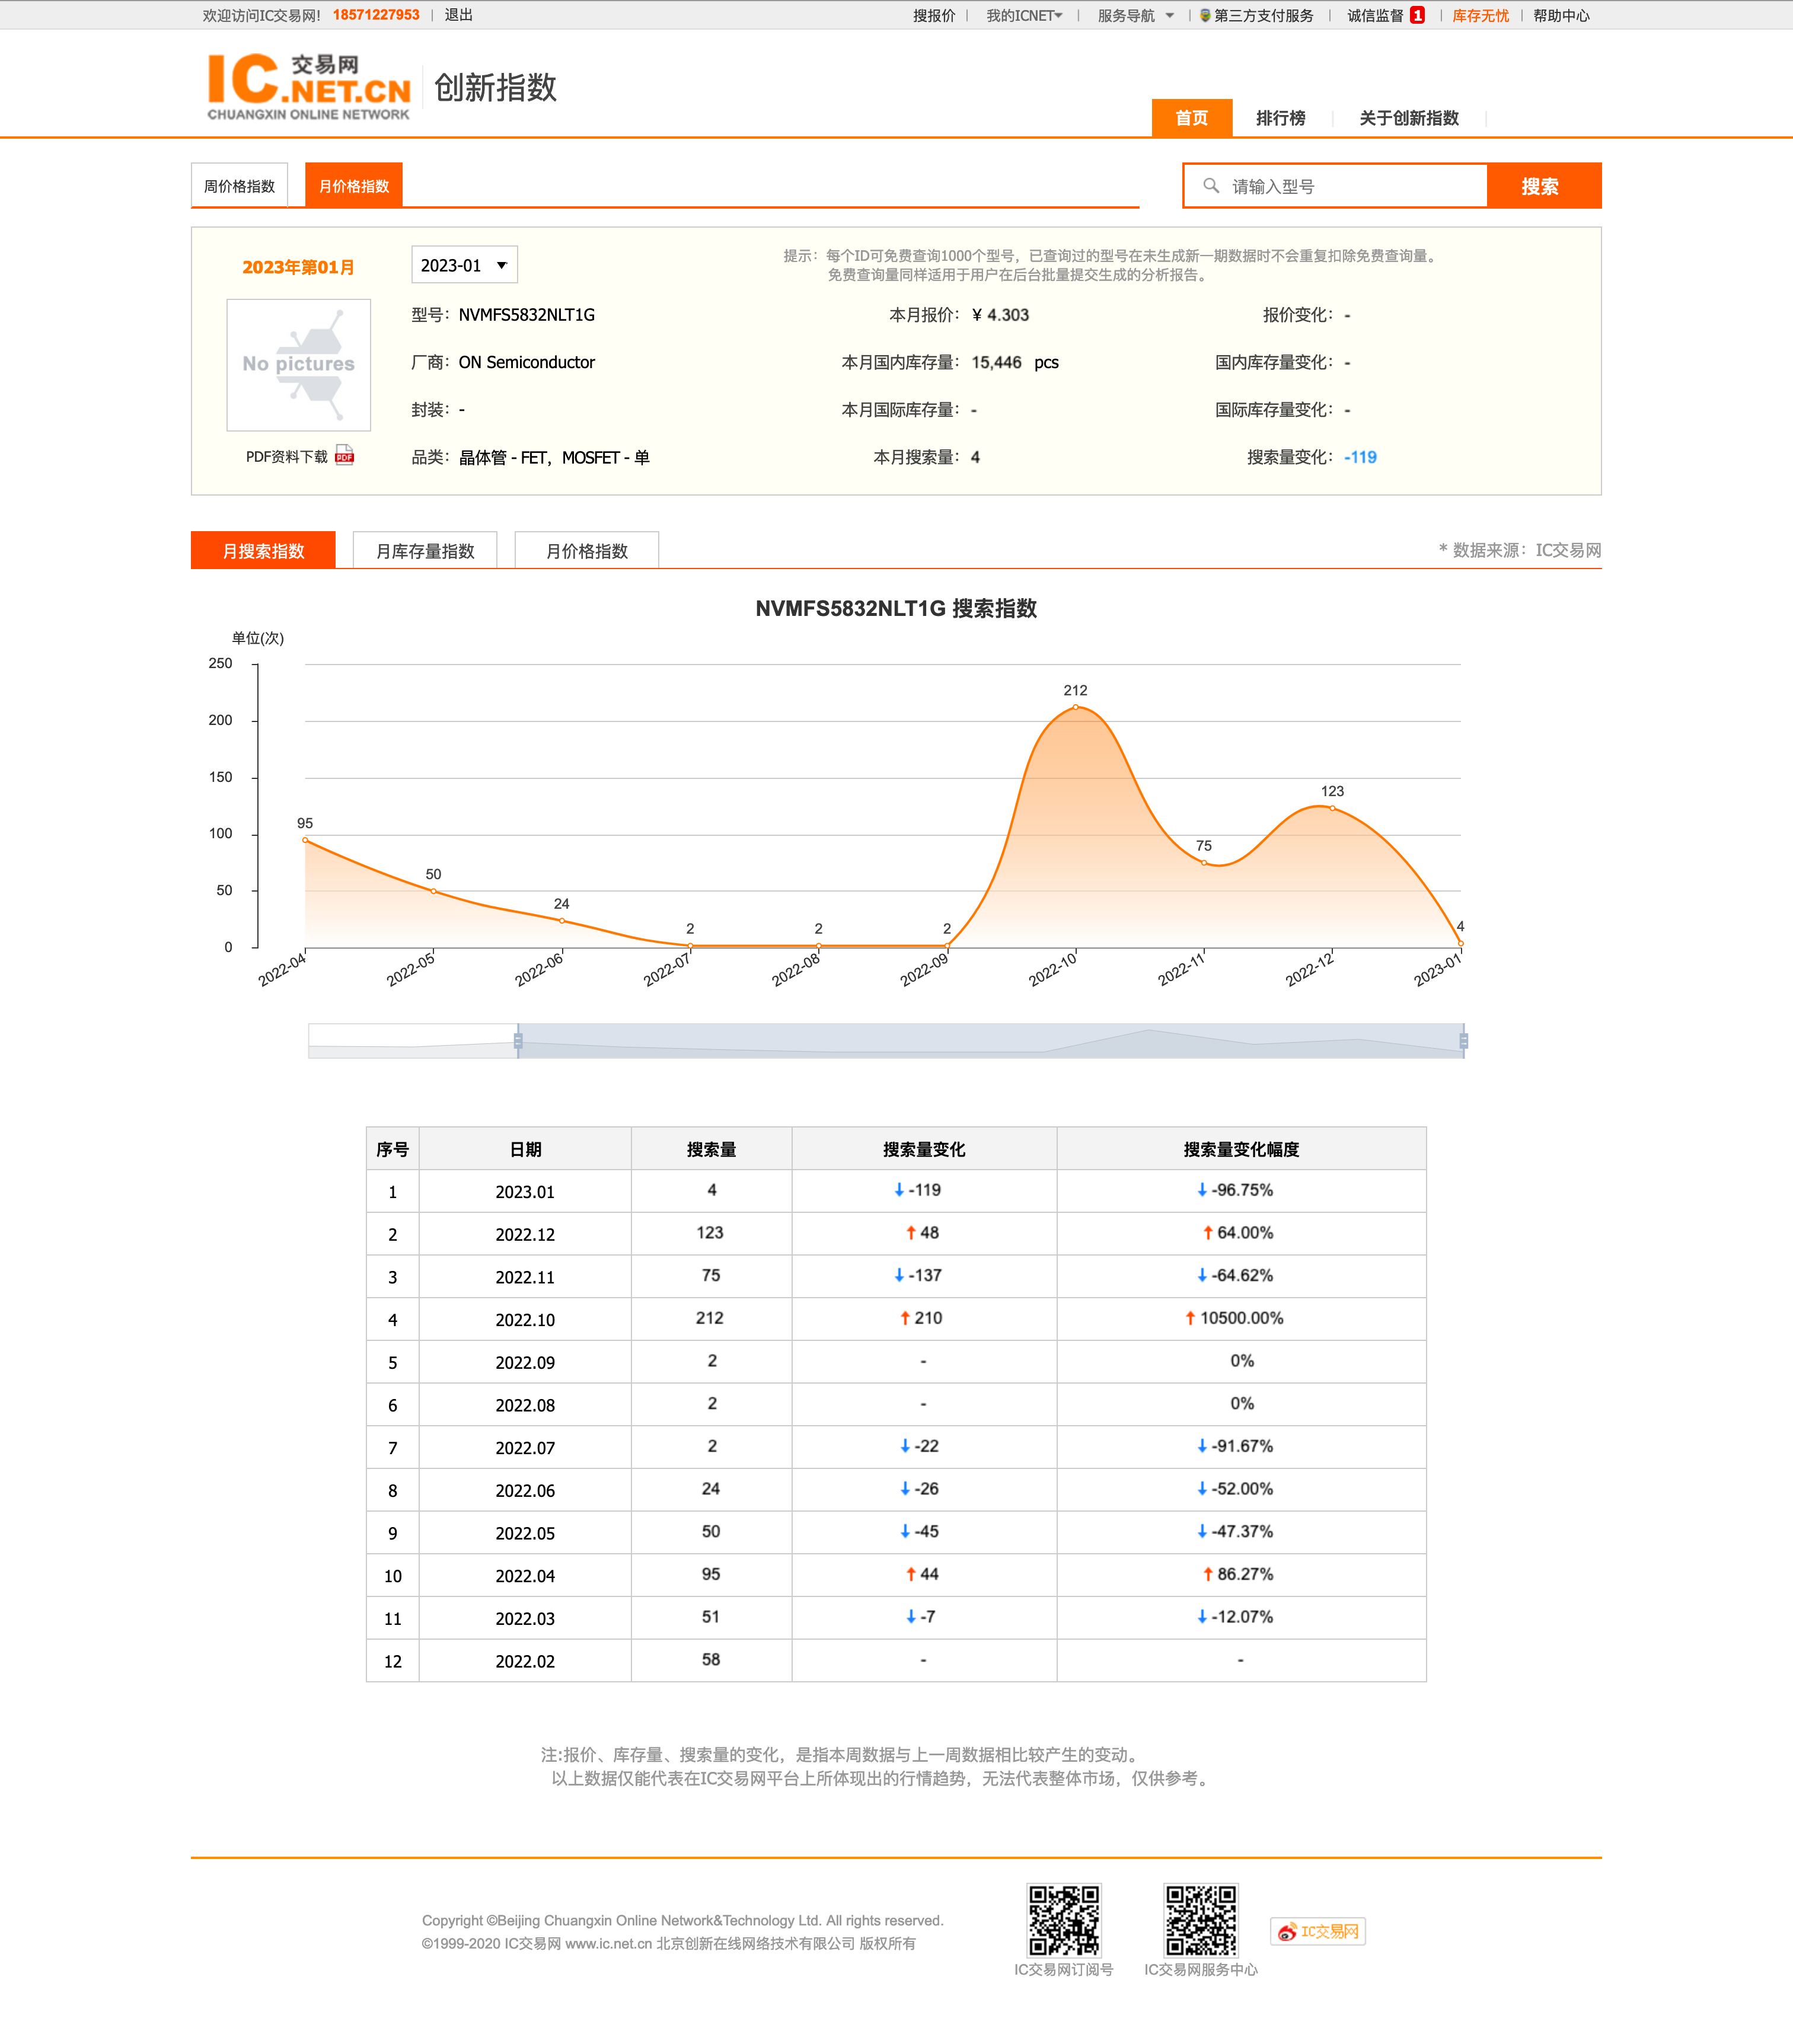 欢迎访问IC交易网! 18571227953 | 退出 搜报价 | 我的ICNET | 服务导航 | 第三方支付服务 | 诚信监督 1 | 库存无忧 | 帮助中心
IC 交易网 .NET.CN
CHUANGXIN ONLINE NETWORK
创新指数
首页 排行榜 关于创新指数
周价格指数 月价格指数 请输入型号 搜索
2023年第01月 2023-01
提示：每个ID可免费查询1000个型号，已查询过的型号在未生成新一期数据时不会重复扣除免费查询量。
免费查询量同样适用于用户在后台批量提交生成的分析报告。
No pictures
PDF资料下载 PDF
型号：NVMFS5832NLT1G 本月报价：¥ 4.303 报价变化：-
厂商：ON Semiconductor 本月国内库存量：15,446 pcs 国内库存量变化：-
封装：- 本月国际库存量：- 国际库存量变化：-
品类：晶体管 - FET，MOSFET - 单 本月搜索量：4 搜索量变化：-119
月搜索指数 月库存量指数 月价格指数 * 数据来源：IC交易网
NVMFS5832NLT1G 搜索指数
单位(次)
250
200
150
100
50
0
95 50 24 2 2 2 212 75 123 4
2022-04 2022-05 2022-06 2022-07 2022-08 2022-09 2022-10 2022-11 2022-12 2023-01
序号 日期 搜索量 搜索量变化 搜索量变化幅度
1 2023.01 4 ↓ -119 ↓ -96.75%
2 2022.12 123 ↑ 48 ↑ 64.00%
3 2022.11 75 ↓ -137 ↓ -64.62%
4 2022.10 212 ↑ 210 ↑ 10500.00%
5 2022.09 2 - 0%
6 2022.08 2 - 0%
7 2022.07 2 ↓ -22 ↓ -91.67%
8 2022.06 24 ↓ -26 ↓ -52.00%
9 2022.05 50 ↓ -45 ↓ -47.37%
10 2022.04 95 ↑ 44 ↑ 86.27%
11 2022.03 51 ↓ -7 ↓ -12.07%
12 2022.02 58 - -
注:报价、库存量、搜索量的变化，是指本周数据与上一周数据相比较产生的变动。
以上数据仅能代表在IC交易网平台上所体现出的行情趋势，无法代表整体市场，仅供参考。
Copyright ©Beijing Chuangxin Online Network&Technology Ltd. All rights reserved.
©1999-2020 IC交易网 www.ic.net.cn 北京创新在线网络技术有限公司 版权所有
IC交易网订阅号 IC交易网服务中心 IC交易网